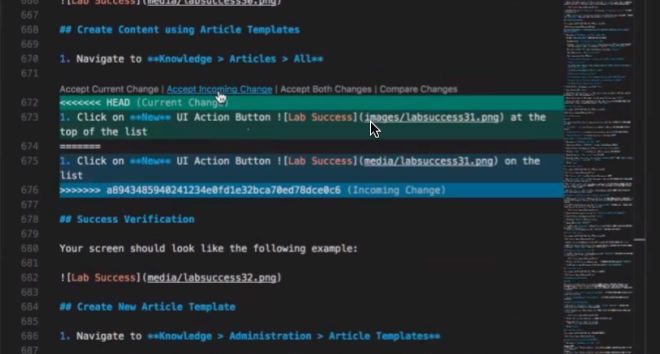 666 ![Lab Success](media/labsuccess30.png)
667
668 ## Create Content using Article Templates
669
670 1. Navigate to **Knowledge > Articles > All**
671
Accept Current Change | Accept Incoming Change | Accept Both Changes | Compare Changes
672 <<<<<<< HEAD (Current Change)
673 1. Click on **New** UI Action Button ![Lab Success](images/labsuccess31.png) at the
top of the list
674 =======
675 1. Click on **New** UI Action Button ![Lab Success](media/labsuccess31.png) on the
list
676 >>>>>>> a8943485940241234e0fd1e32bca70ed78dce0c6 (Incoming Change)
677
678 ## Success Verification
679
680 Your screen should look like the following example:
681
682 ![Lab Success](media/labsuccess32.png)
683
684 ## Create New Article Template
685
686 1. Navigate to **Knowledge > Administration > Article Templates**
687